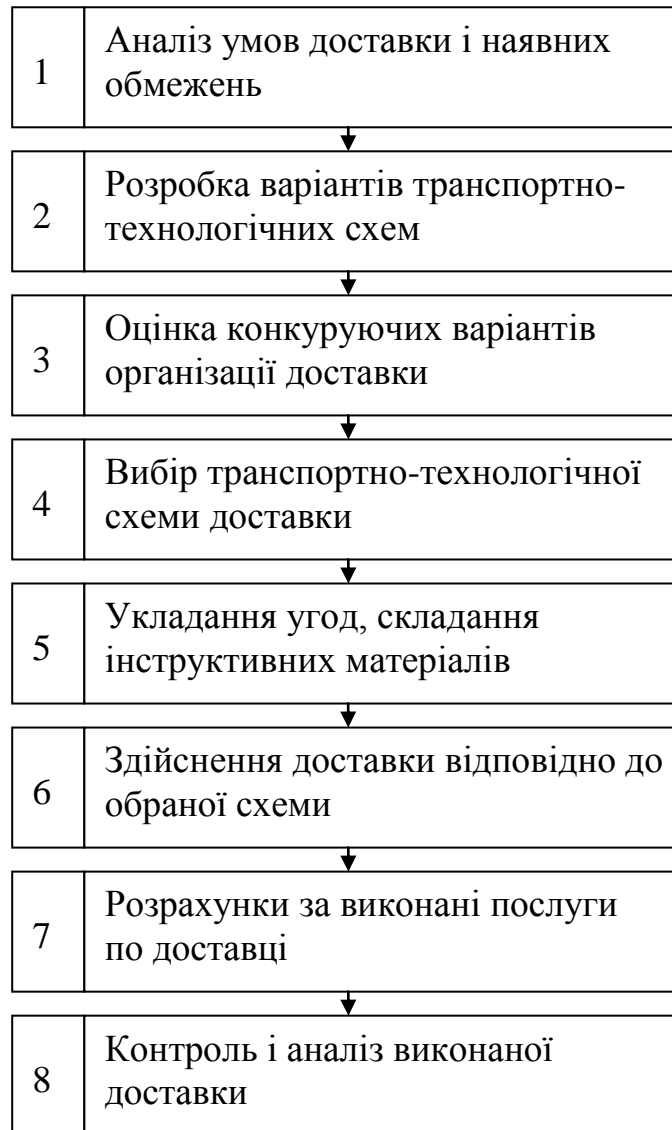 1
Аналіз умов доставки і наявних
обмежень
2
Розробка варіантів транспортно-
технологічних схем
3
Оцінка конкуруючих варіантів
організації доставки
4
Вибір транспортно-технологічної
схеми доставки
5
Укладання угод, складання
інструктивних матеріалів
6
Здійснення доставки відповідно до
обраної схеми
7
Розрахунки за виконані послуги
по доставці
8
Контроль і аналіз виконаної
доставки